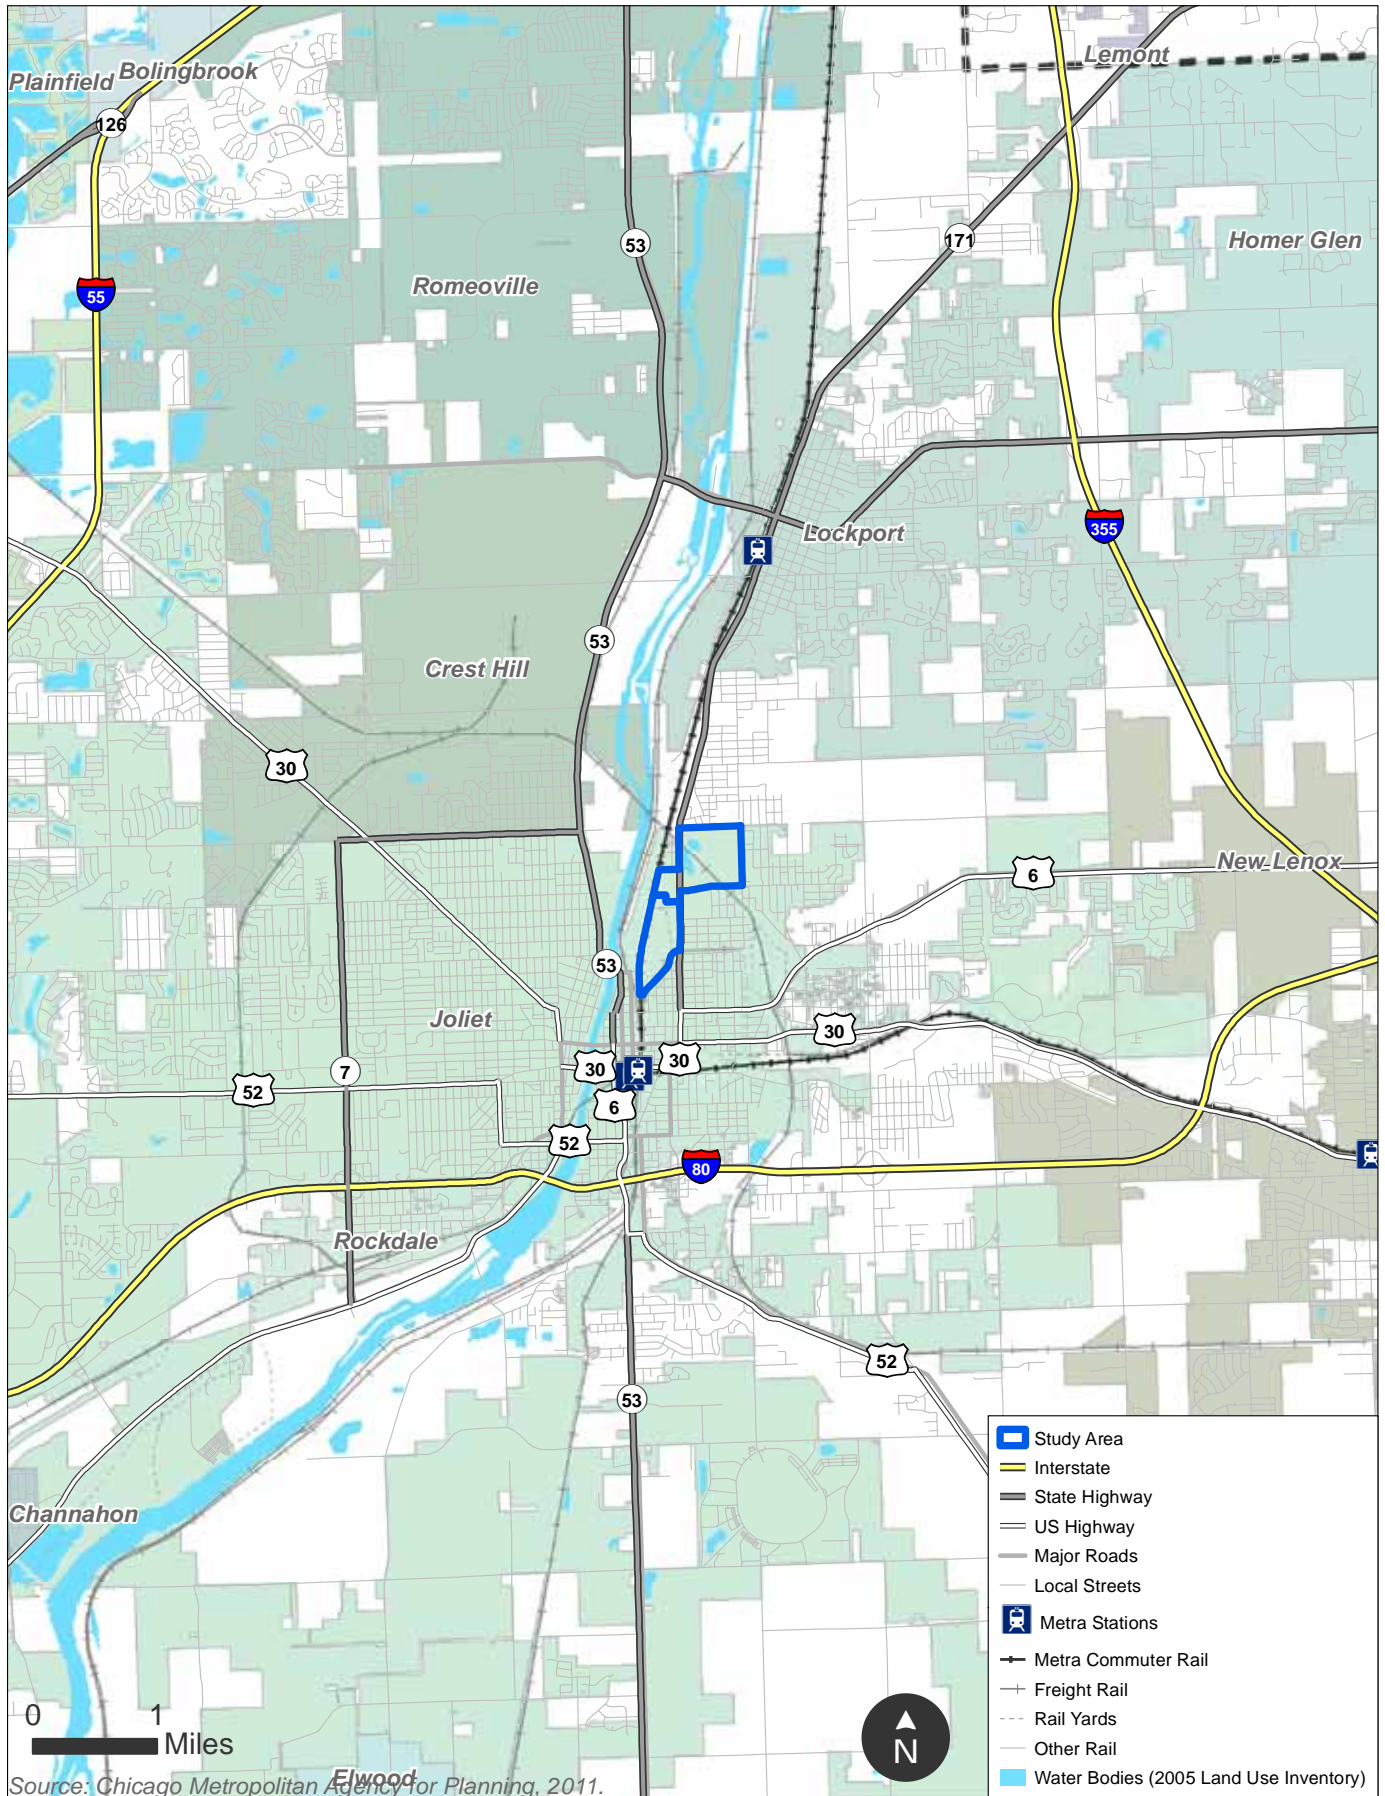 Lemont
Plainfield
Bolingbrook
126
53
171
Homer Glen
Romeoville
55
355
Lockport
53
Crest Hill
30
New Lenox
6
53
Joliet
30
7
30
30
52
6
52
80
Rockdale
52
53
Channahon
Study Area
Interstate
State Highway
US Highway
Major Roads
Local Streets
Metra Stations
Metra Commuter Rail
Freight Rail
Rail Yards
Other Rail
Water Bodies (2005 Land Use Inventory)
0 1
Miles
N
Elwood
Source: Chicago Metropolitan Agency for Planning, 2011.